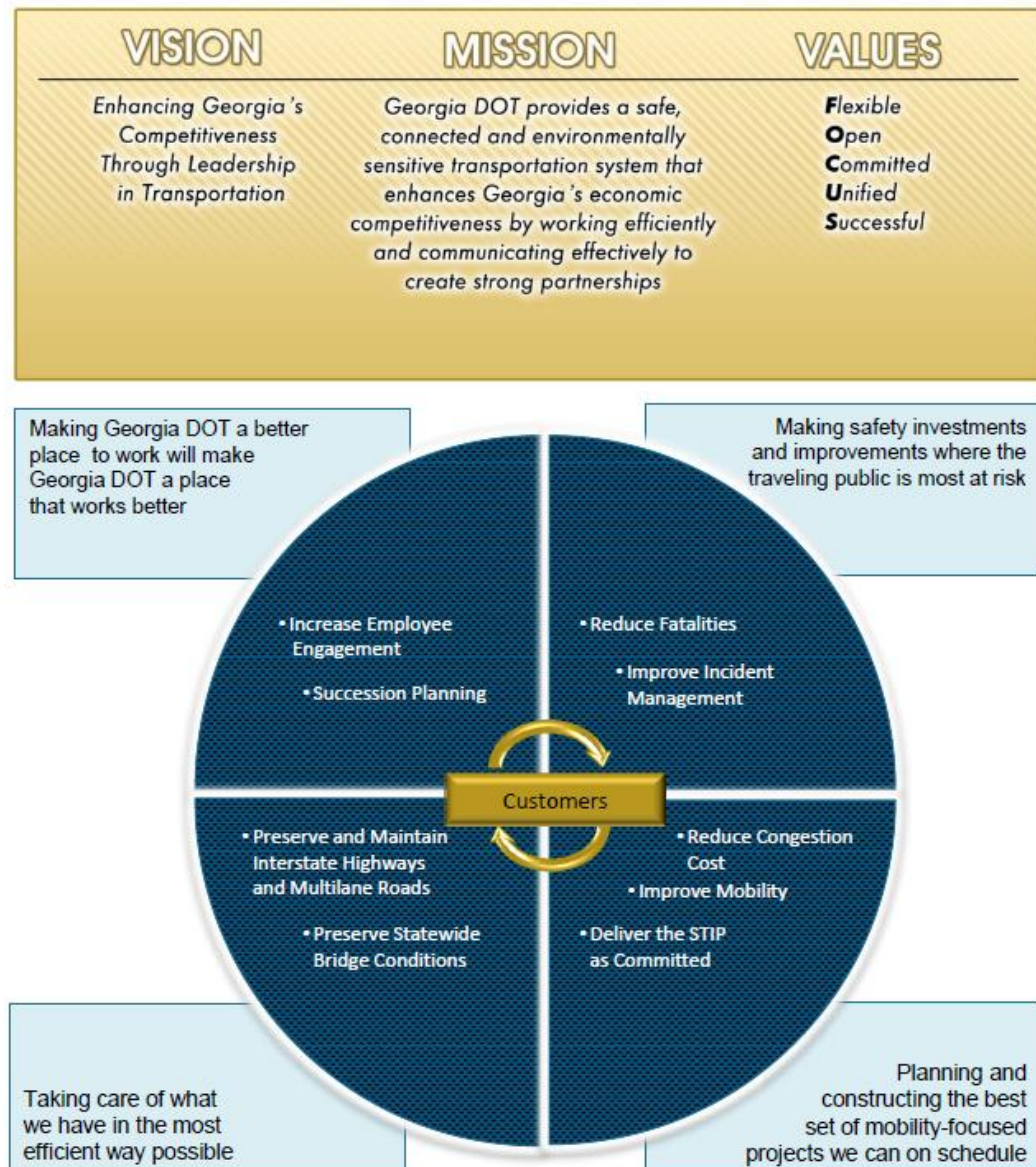 VISION
Enhancing Georgia's
Competitiveness
Through Leadership
in Transportation
MISSION
Georgia DOT provides a safe,
connected and environmentally
sensitive transportation system that
enhances Georgia's economic
competitiveness by working efficiently
and communicating effectively to
create strong partnerships
VALUES
Flexible
Open
Committed
Unified
Successful
Making Georgia DOT a better
place to work will make
Georgia DOT a place
that works better
Making safety investments
and improvements where the
traveling public is most at risk
• Increase Employee
Engagement
• Succession Planning
• Reduce Fatalities
• Improve Incident
Management
Customers
• Preserve and Maintain
Interstate Highways
and Multilane Roads
• Preserve Statewide
Bridge Conditions
• Reduce Congestion
Cost
• Improve Mobility
• Deliver the STIP
as Committed
Taking care of what
we have in the most
efficient way possible
Planning and
constructing the best
set of mobility-focused
projects we can on schedule